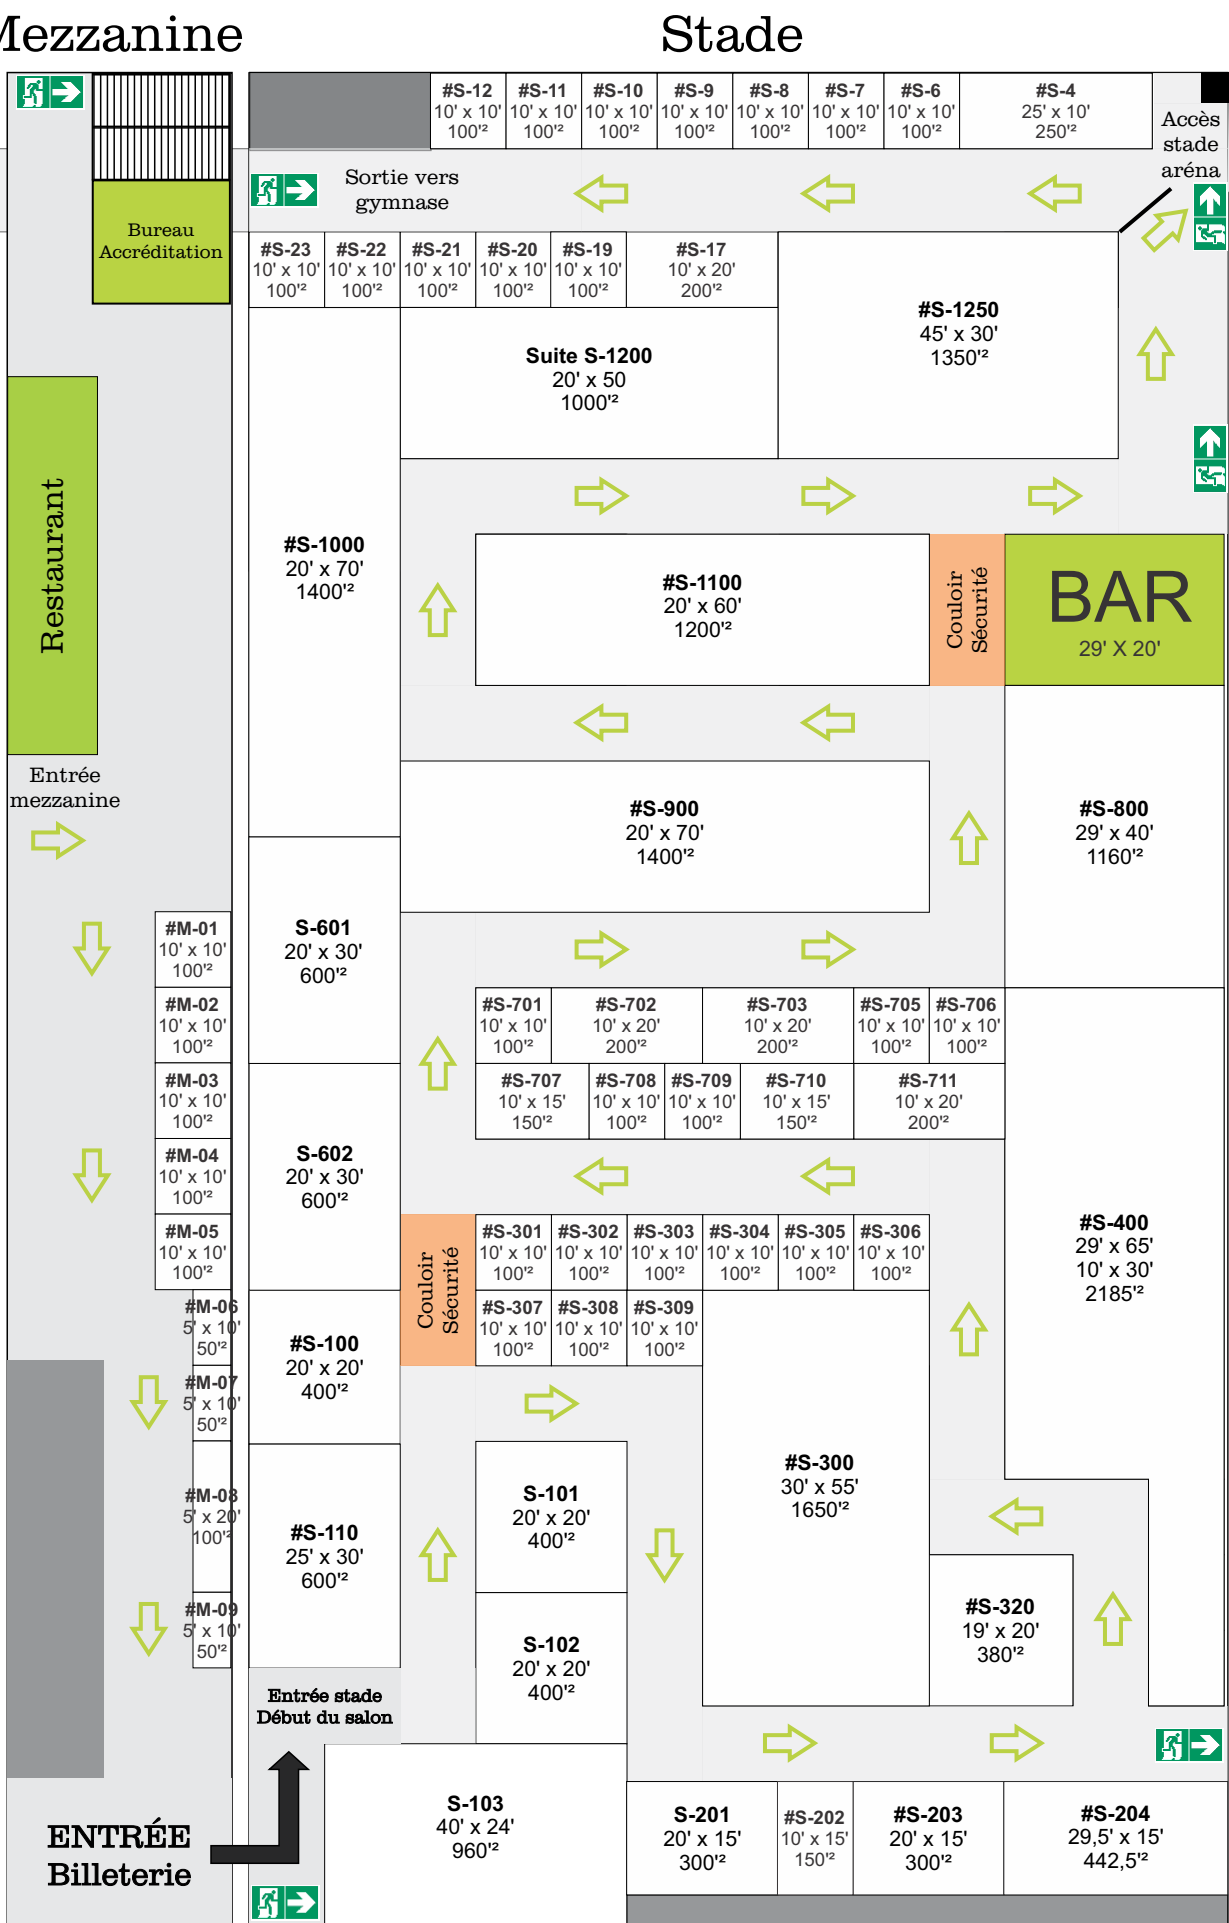 Mezzanine
Stade
#S-12
10' x 10'
100'²
#S-11
10' x 10'
100'²
#S-10
10' x 10'
100'²
#S-9
10' x 10'
100'²
#S-8
10' x 10'
100'²
#S-7
10' x 10'
100'²
#S-6
10' x 10'
100'²
#S-4
25' x 10'
250'²
Accès
stade
aréna
Sortie vers
gymnase
Bureau
Accréditation
#S-23
10' x 10'
100'²
#S-22
10' x 10'
100'²
#S-21
10' x 10'
100'²
#S-20
10' x 10'
100'²
#S-19
10' x 10'
100'²
#S-17
10' x 20'
200'²
#S-1250
45' x 30'
1350'²
Suite S-1200
20' x 50
1000'²
Restaurant
#S-1000
20' x 70'
1400'²
#S-1100
20' x 60'
1200'²
Couloir
Sécurité
BAR
29' X 20'
Entrée
mezzanine
#S-900
20' x 70'
1400'²
#S-800
29' x 40'
1160'²
#M-01
10' x 10'
100'²
S-601
20' x 30'
600'²
#M-02
10' x 10'
100'²
#S-701
10' x 10'
100'²
#S-702
10' x 20'
200'²
#S-703
10' x 20'
200'²
#S-705
10' x 10'
100'²
#S-706
10' x 10'
100'²
#M-03
10' x 10'
100'²
#S-707
10' x 15'
150'²
#S-708
10' x 10'
100'²
#S-709
10' x 10'
100'²
#S-710
10' x 15'
150'²
#S-711
10' x 20'
200'²
#M-04
10' x 10'
100'²
S-602
20' x 30'
600'²
#M-05
10' x 10'
100'²
Couloir
Sécurité
#S-301
10' x 10'
100'²
#S-302
10' x 10'
100'²
#S-303
10' x 10'
100'²
#S-304
10' x 10'
100'²
#S-305
10' x 10'
100'²
#S-306
10' x 10'
100'²
#S-400
29' x 65'
10' x 30'
2185'²
#M-06
5' x 10'
50'²
#S-100
20' x 20'
400'²
#S-307
10' x 10'
100'²
#S-308
10' x 10'
100'²
#S-309
10' x 10'
100'²
#M-07
5' x 10'
50'²
#S-300
30' x 55'
1650'²
#M-08
5' x 20'
100'²
#S-110
25' x 30'
600'²
S-101
20' x 20'
400'²
#M-09
5' x 10'
50'²
S-102
20' x 20'
400'²
#S-320
19' x 20'
380'²
Entrée stade
Début du salon
ENTRÉE
Billeterie
S-103
40' x 24'
960'²
S-201
20' x 15'
300'²
#S-202
10' x 15'
150'²
#S-203
20' x 15'
300'²
#S-204
29,5' x 15'
442,5'²